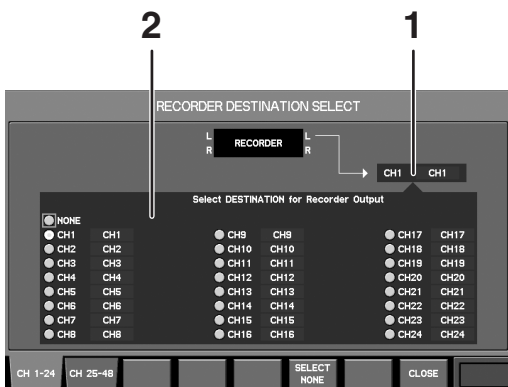 2 1
RECORDER DESTINATION SELECT
L L
RECORDER
R R
CH1 CH1
Select DESTINATION for Recorder Output
NONE
CH1 CH1 CH9 CH9 CH17 CH17
CH2 CH2 CH10 CH10 CH18 CH18
CH3 CH3 CH11 CH11 CH19 CH19
CH4 CH4 CH12 CH12 CH20 CH20
CH5 CH5 CH13 CH13 CH21 CH21
CH6 CH6 CH14 CH14 CH22 CH22
CH7 CH7 CH15 CH15 CH23 CH23
CH8 CH8 CH16 CH16 CH24 CH24
CH 1-24 CH 25-48 SELECT NONE CLOSE